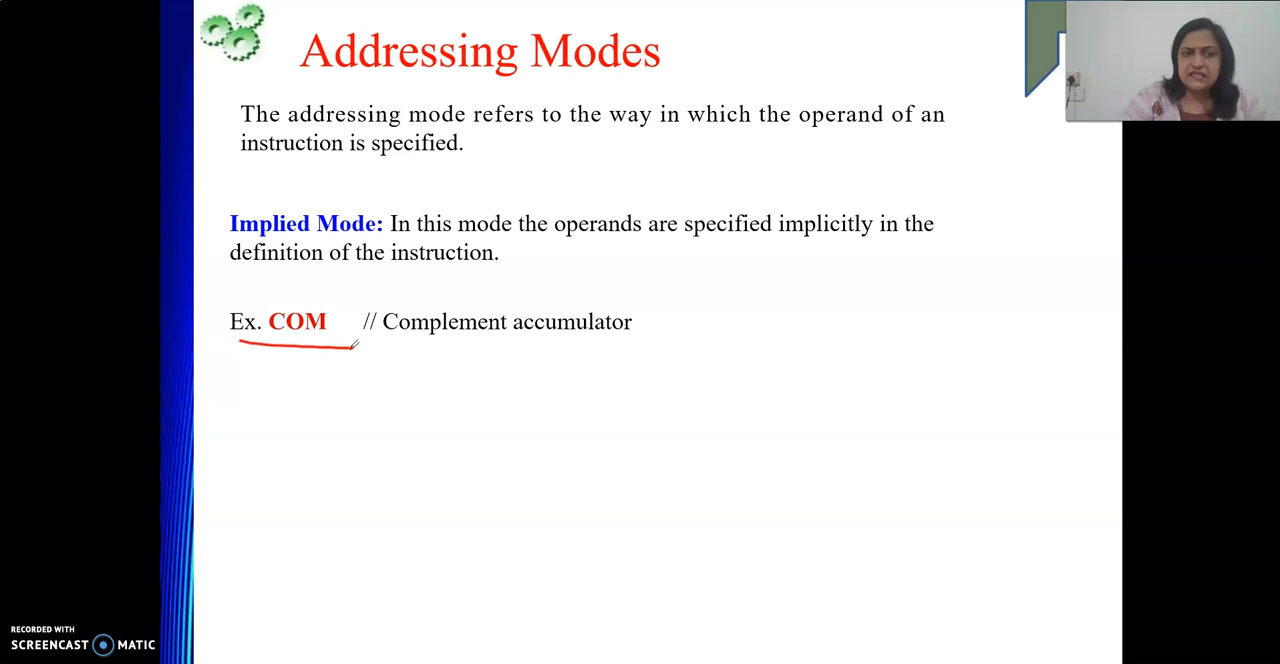 Addressing Modes
The addressing mode refers to the way in which the operand of an
instruction is specified.
Implied Mode: In this mode the operands are specified implicitly in the
definition of the instruction.
Ex. COM // Complement accumulator
RECORDED WITH
SCREENCAST MATIC